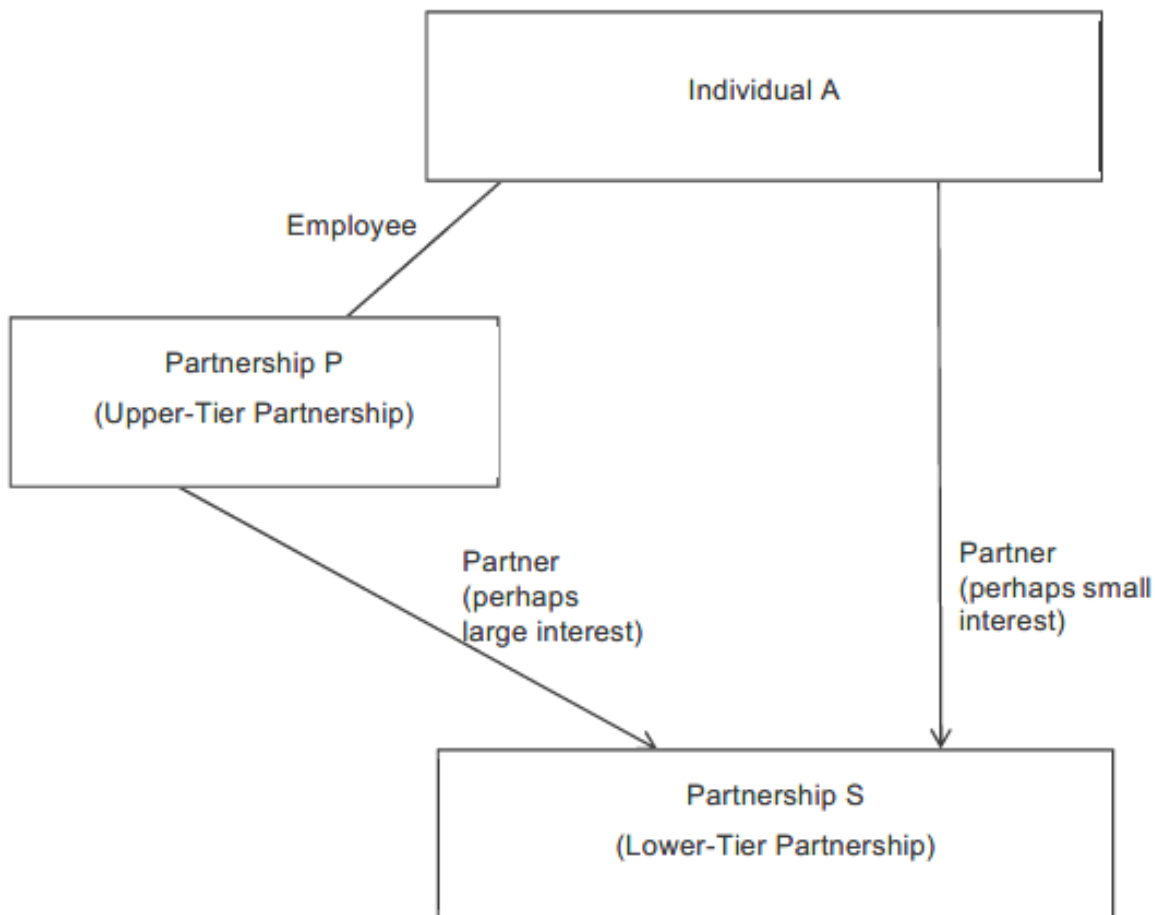 Individual A
Employee
Partnership P
(Upper-Tier Partnership)
Partner
(perhaps
large interest)
Partner
(perhaps small
interest)
Partnership S
(Lower-Tier Partnership)